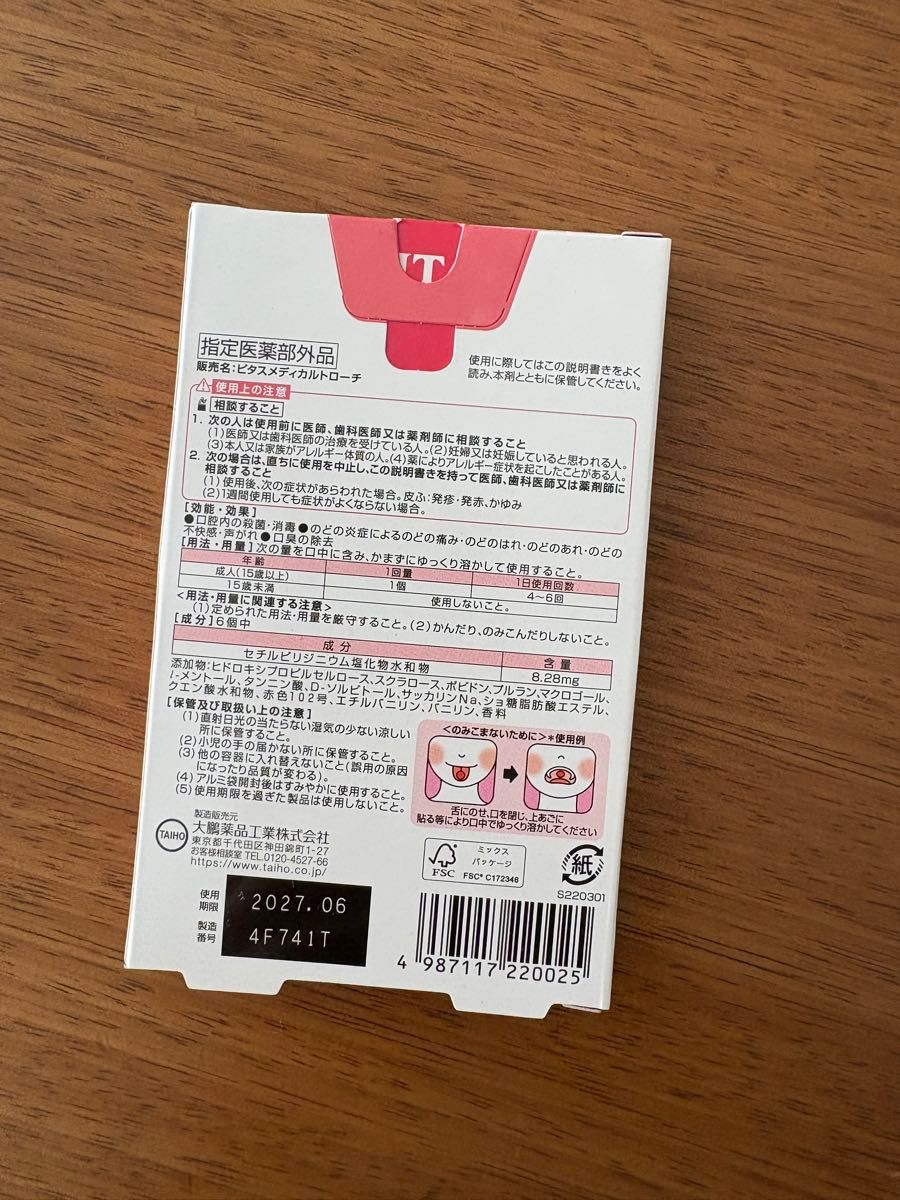 IT
指定医薬部外品
販売名：ピタスメディカルトローチ
使用に際してはこの説明書きをよく
読み、本剤とともに保管してください。
使用上の注意
相談すること
1. 次の人は使用前に医師、歯科医師又は薬剤師に相談すること
(1)医師又は歯科医師の治療を受けている人。(2)妊婦又は妊娠していると思われる人。
(3)本人又は家族がアレルギー体質の人。(4)薬によりアレルギー症状を起こしたことがある人。
2. 次の場合は、直ちに使用を中止し、この説明書きを持って医師、歯科医師又は薬剤師に
相談すること
(1)使用後、次の症状があらわれた場合。皮ふ：発疹・発赤、かゆみ
(2)1週間使用しても症状がよくならない場合。
[効能・効果]
●口腔内の殺菌・消毒●のどの炎症によるのどの痛み・のどのはれ・のどのあれ・のどの
不快感・声がれ●口臭の除去
[用法・用量]次の量を口中に含み、かまずにゆっくり溶かして使用すること。
年齢 1回量 1日使用回数
成人(15歳以上) 1個 4～6回
15歳未満 使用しないこと。
<用法・用量に関連する注意>
(1)定められた用法・用量を厳守すること。(2)かんだり、のみこんだりしないこと。
[成分]6個中
成分 含量
セチルピリジニウム塩化物水和物 8.28mg
添加物：ヒドロキシプロピルセルロース、スクラロース、ポビドン、プルラン、マクロゴール、
l-メントール、タンニン酸、D-ソルビトール、サッカリンNa、ショ糖脂肪酸エステル、
クエン酸水和物、赤色102号、エチルバニリン、バニリン、香料
[保管及び取扱い上の注意]
(1)直射日光の当たらない湿気の少ない涼しい
所に保管すること。
(2)小児の手の届かない所に保管すること。
(3)他の容器に入れ替えないこと(誤用の原因
になったり品質が変わる)。
(4)アルミ袋開封後はすみやかに使用すること。
(5)使用期限を過ぎた製品は使用しないこと。
<のみこまないために>*使用例
舌にのせ、口を閉じ、上あごに
貼る等により口中でゆっくり溶かしてください
製造販売元
TAIHO
大鵬薬品工業株式会社
東京都千代田区神田錦町1-27
お客様相談室 TEL.0120-4527-66
https://www.taiho.co.jp/
FSC
ミックス
パッケージ
FSC® C172346
紙
S220301
使用
期限
2027.06
製造
番号
4F741T
4 987117 220025